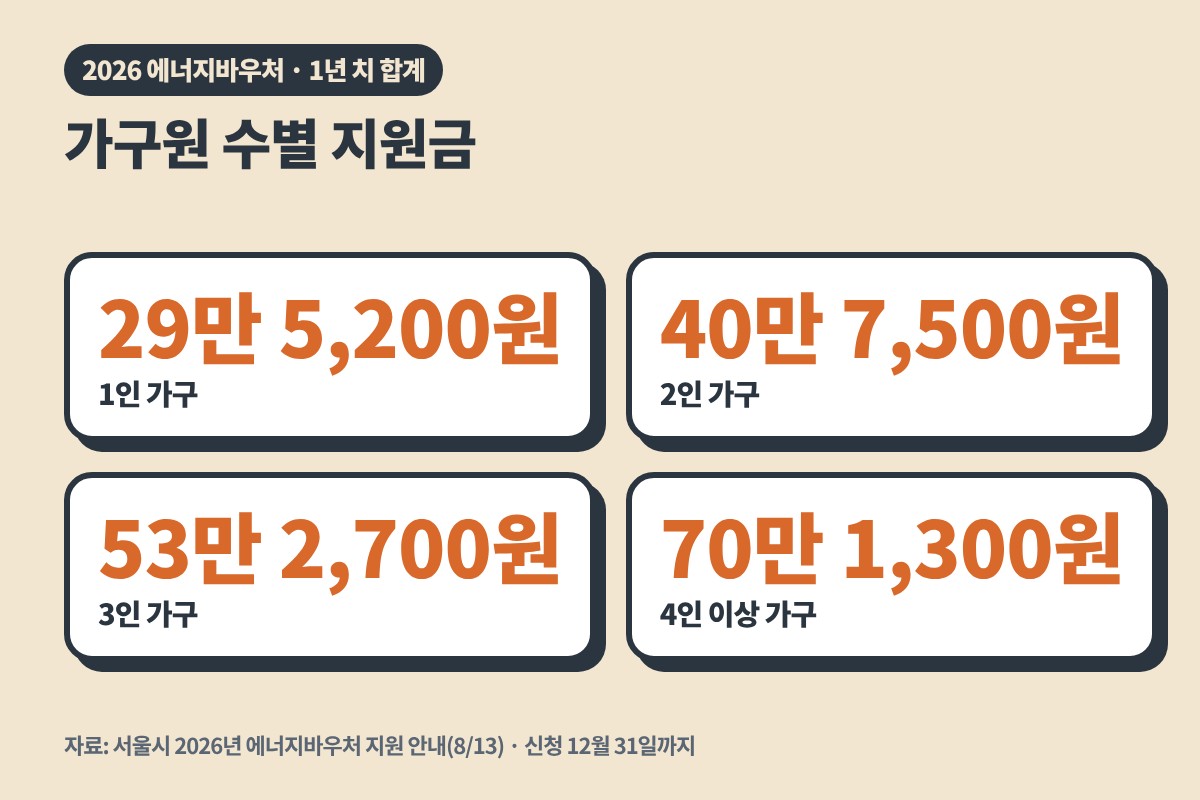 2026 에너지바우처 · 1년 치 합계
가구원 수별 지원금
29만 5,200원
1인 가구
40만 7,500원
2인 가구
53만 2,700원
3인 가구
70만 1,300원
4인 이상 가구
자료: 서울시 2026년 에너지바우처 지원 안내(8/13) · 신청 12월 31일까지